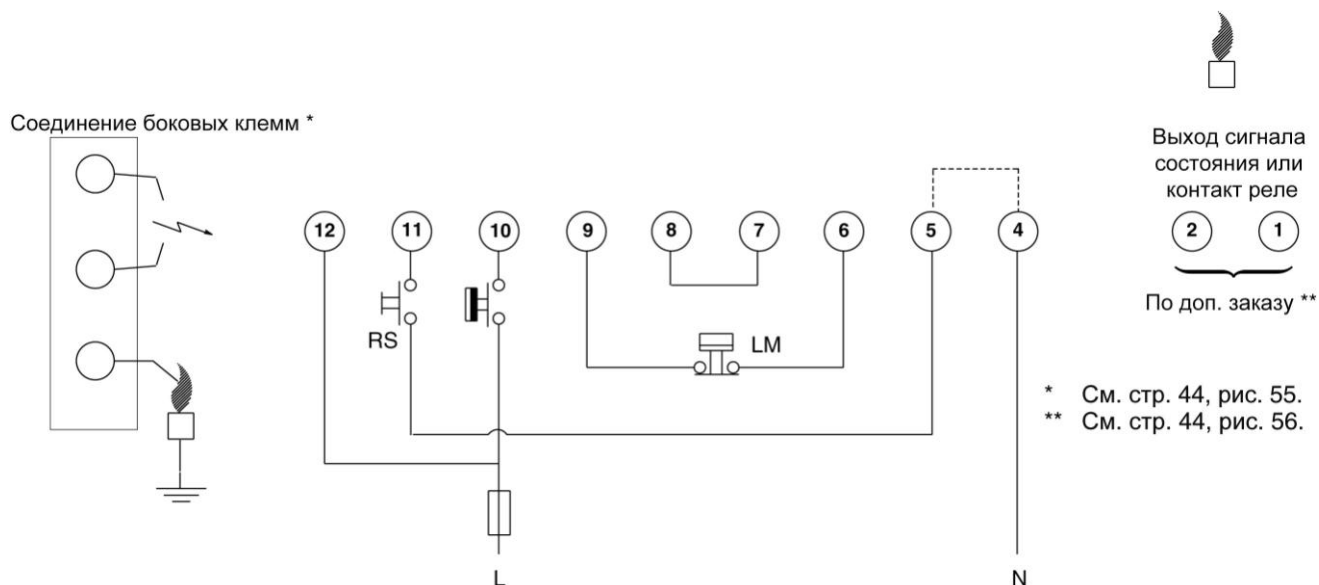 Соединение боковых клемм *
Выход сигнала
состояния или
контакт реле
12 11 10 9 8 7 6 5 4 2 1
RS
LM
По доп. заказу **
* См. стр. 44, рис. 55.
** См. стр. 44, рис. 56.
L
N